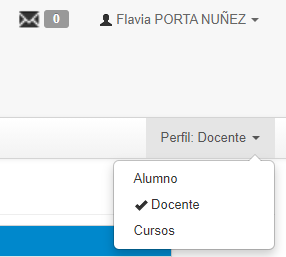 0 Flavia PORTA NUÑEZ
Perfil: Docente
Alumno
Docente
Cursos